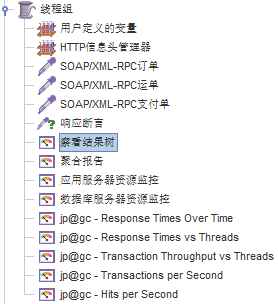 线程组
用户定义的变量
HTTP信息头管理器
SOAP/XML-RPC订单
SOAP/XML-RPC运单
SOAP/XML-RPC支付单
响应断言
察看结果树
聚合报告
应用服务器资源监控
数据库服务器资源监控
jp@gc - Response Times Over Time
jp@gc - Response Times vs Threads
jp@gc - Transaction Throughput vs Threads
jp@gc - Transactions per Second
jp@gc - Hits per Second